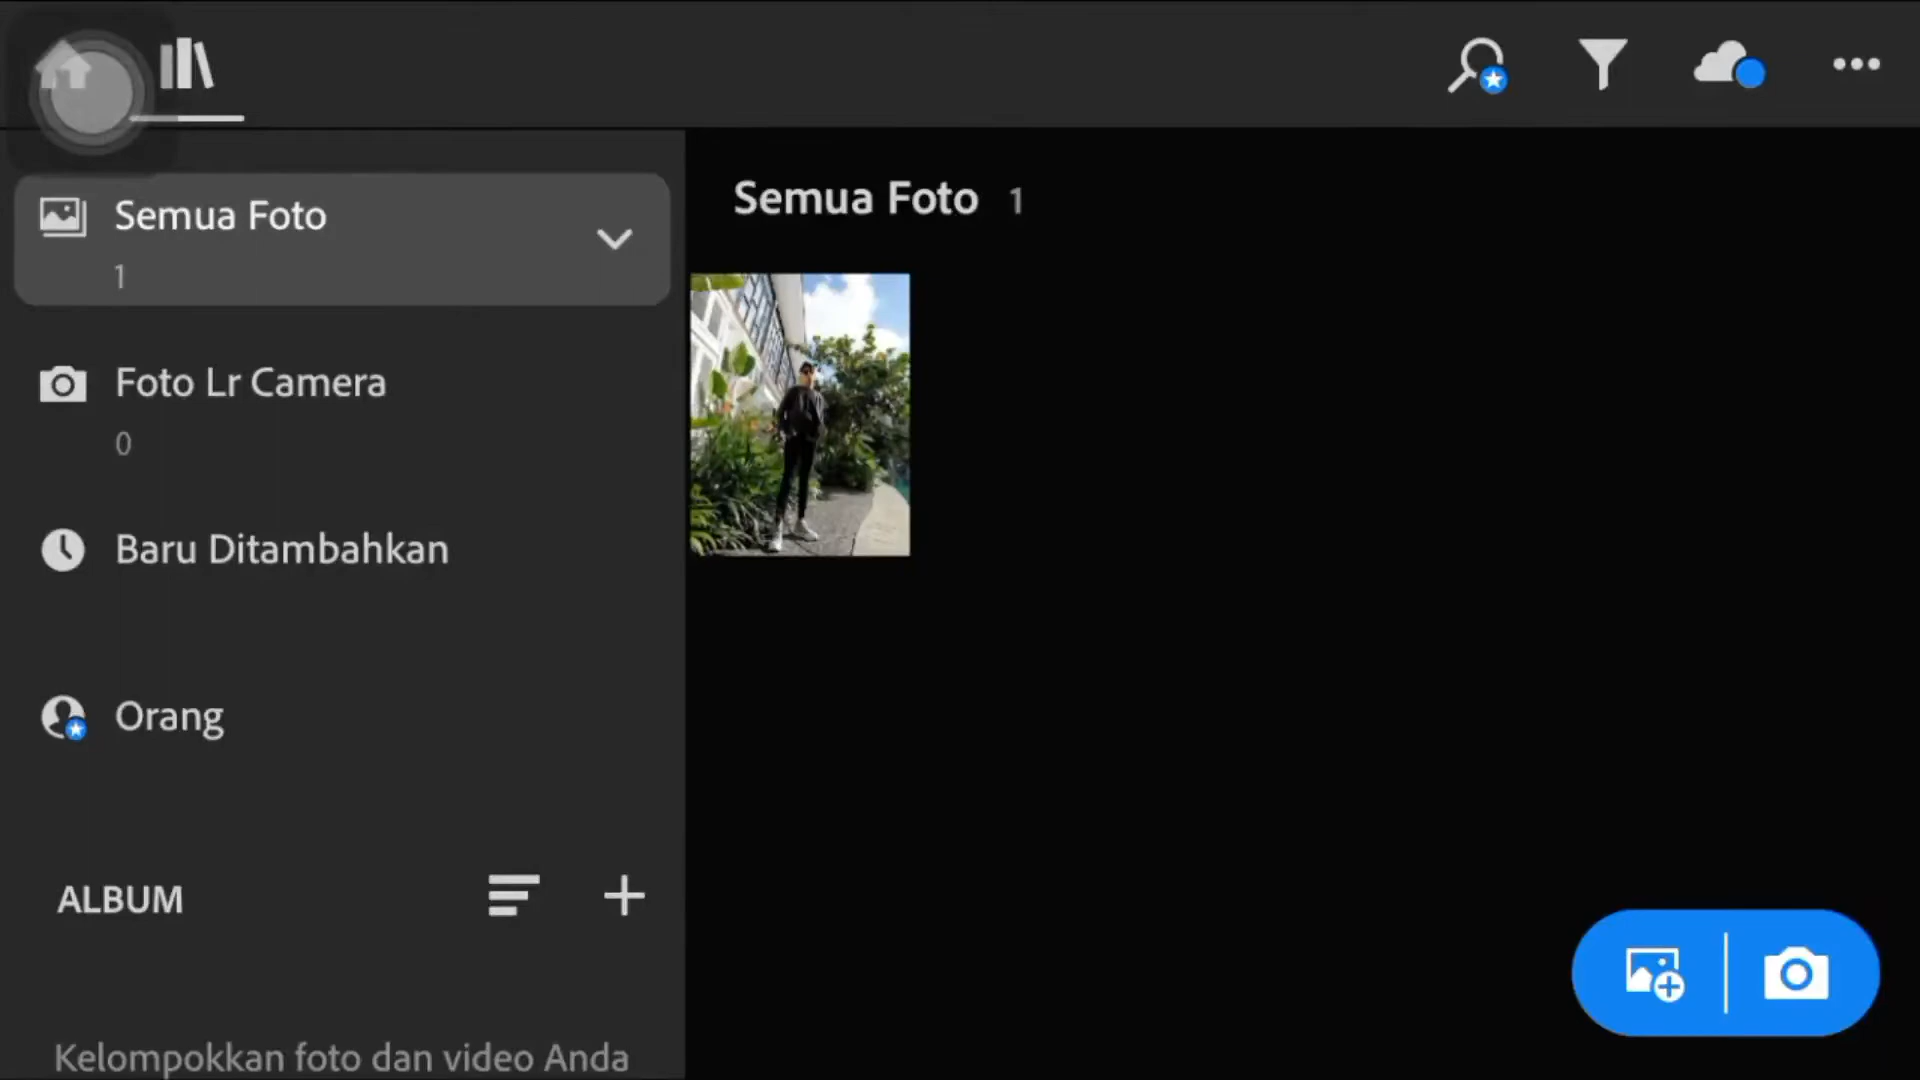 Semua Foto
1
Foto Lr Camera
0
Baru Ditambahkan
Orang
ALBUM
Kelompokkan foto dan video Anda
Semua Foto 1